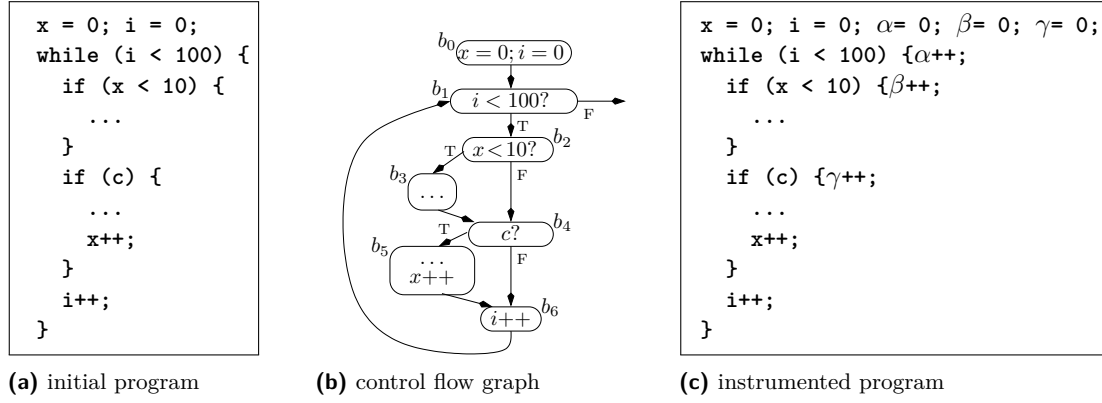 x = 0; i = 0;
while (i < 100) {
if (x < 10) {
...
}
if (c) {
...
x++;
}
i++;
}
(a) initial program
b0
x = 0; i = 0
b1
i < 100?
F
T
b2
x < 10?
T
F
b3
...
b4
c?
T
F
b5
...
x++
b6
i++
(b) control flow graph
x = 0; i = 0; α= 0; β= 0; γ= 0;
while (i < 100) {α++;
if (x < 10) {β++;
...
}
if (c) {γ++;
...
x++;
}
i++;
}
(c) instrumented program